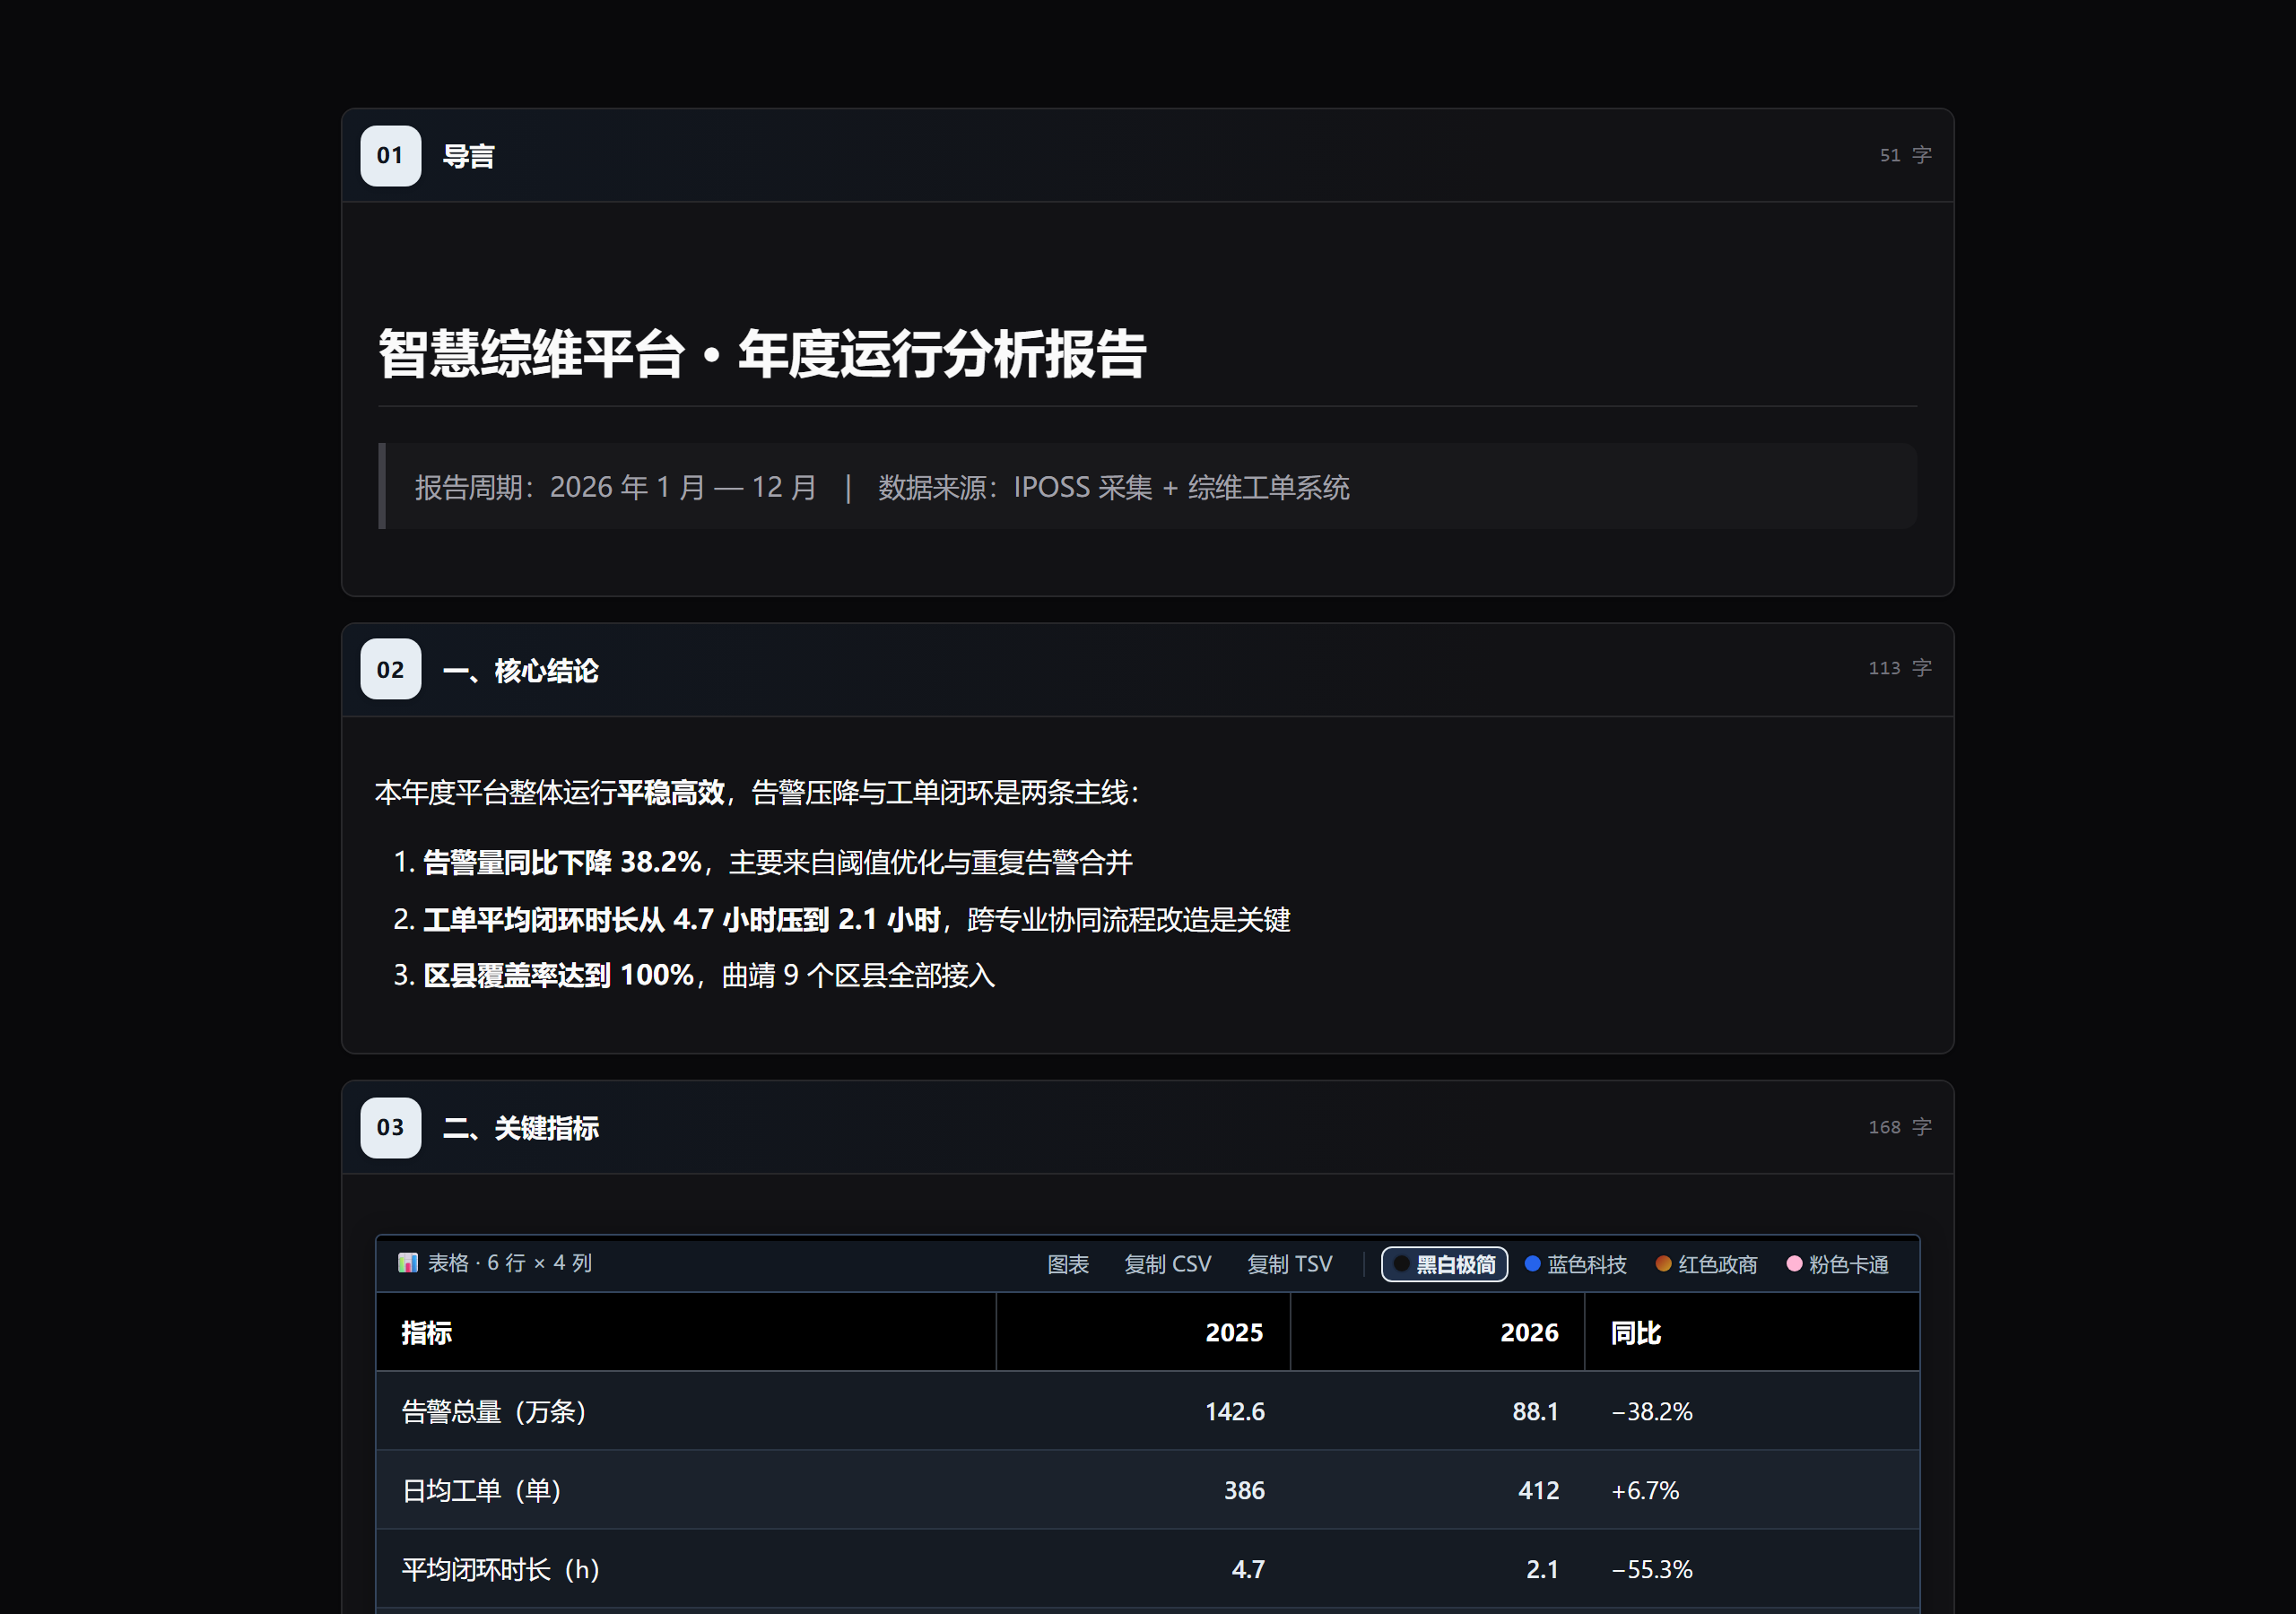 01 导言 51 字
智慧综维平台 · 年度运行分析报告
报告周期：2026 年 1 月 — 12 月 | 数据来源：IPOSS 采集 + 综维工单系统
02 一、核心结论 113 字
本年度平台整体运行平稳高效，告警压降与工单闭环是两条主线：
1. 告警量同比下降 38.2%，主要来自阈值优化与重复告警合并
2. 工单平均闭环时长从 4.7 小时压到 2.1 小时，跨专业协同流程改造是关键
3. 区县覆盖率达到 100%，曲靖 9 个区县全部接入
03 二、关键指标 168 字
表格 · 6 行 × 4 列 图表 复制 CSV 复制 TSV 黑白极简 蓝色科技 红色政商 粉色卡通
指标 2025 2026 同比
告警总量（万条） 142.6 88.1 −38.2%
日均工单（单） 386 412 +6.7%
平均闭环时长（h） 4.7 2.1 −55.3%